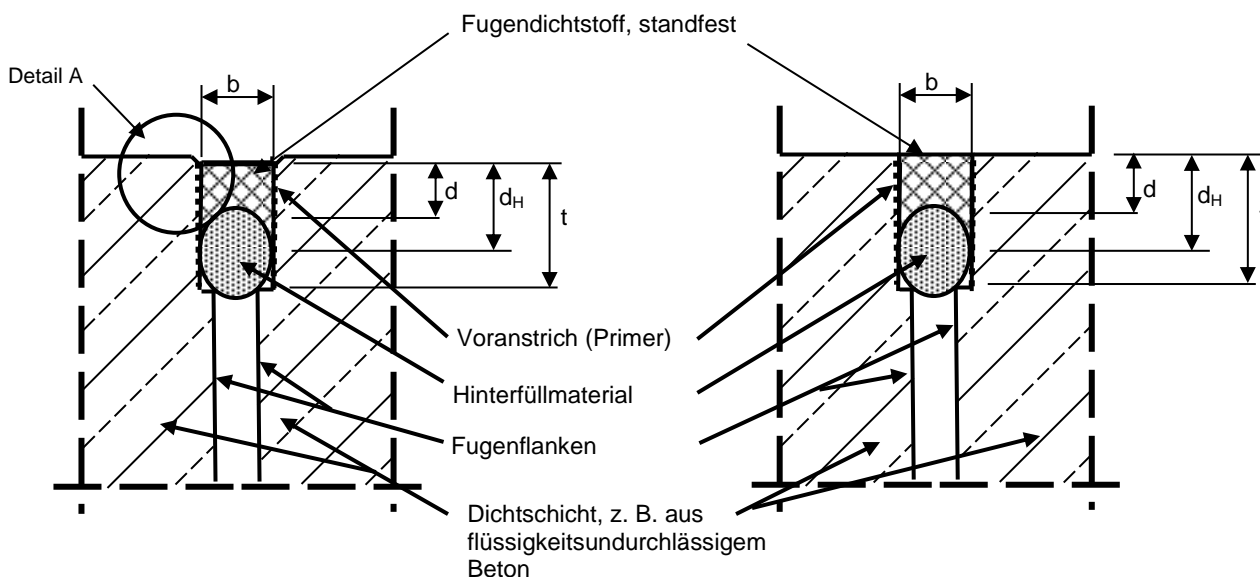 Fugendichtstoff, standfest
Detail A
b
b
d
dH
t
d
dH
Voranstrich (Primer)
Hinterfüllmaterial
Fugenflanken
Dichtschicht, z. B. aus
flüssigkeitsundurchlässigem
Beton